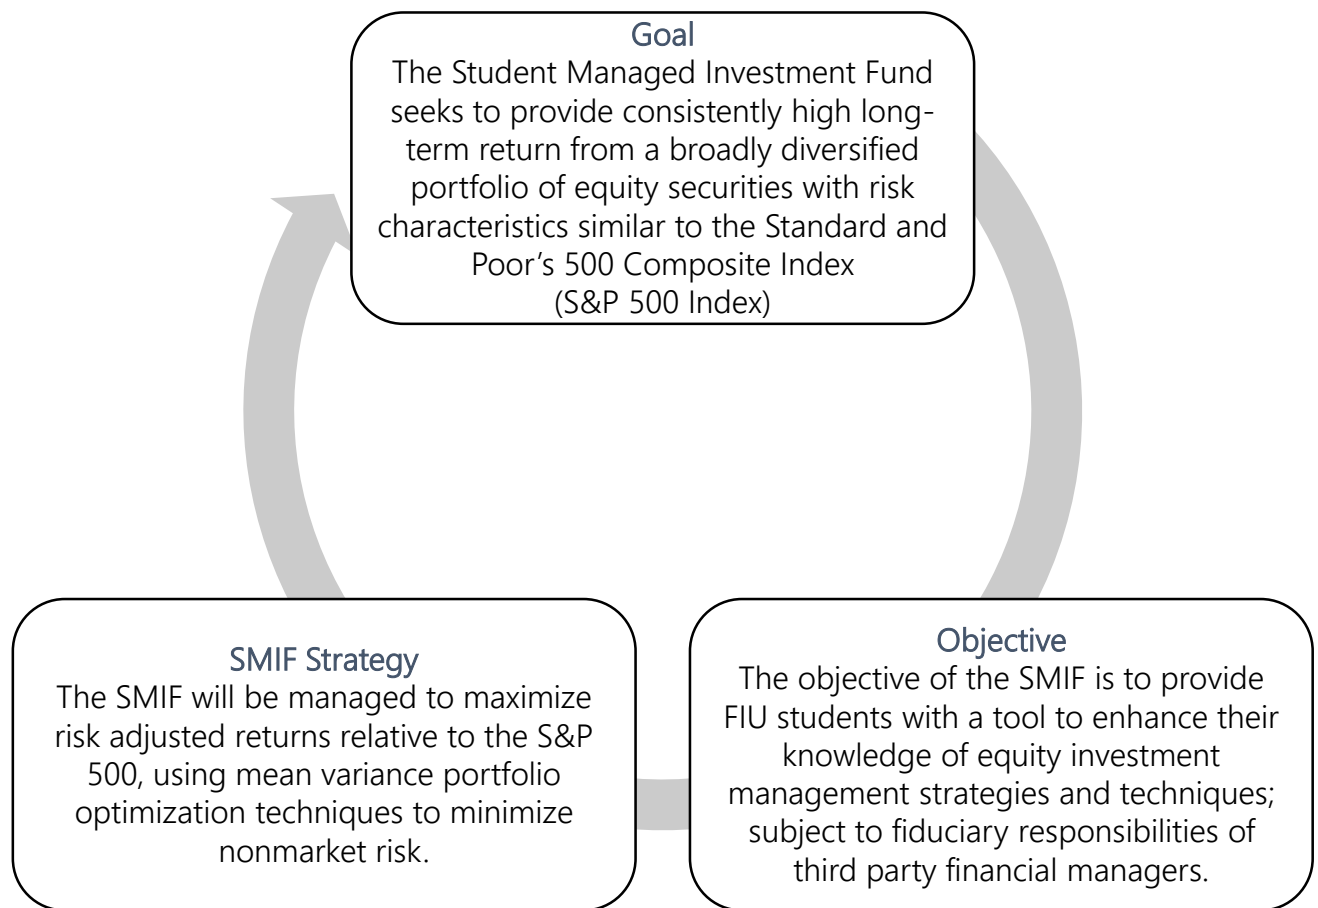 Goal
The Student Managed Investment Fund
seeks to provide consistently high long-
term return from a broadly diversified
portfolio of equity securities with risk
characteristics similar to the Standard and
Poor’s 500 Composite Index
(S&P 500 Index)
SMIF Strategy
The SMIF will be managed to maximize
risk adjusted returns relative to the S&P
500, using mean variance portfolio
optimization techniques to minimize
nonmarket risk.
Objective
The objective of the SMIF is to provide
FIU students with a tool to enhance their
knowledge of equity investment
management strategies and techniques;
subject to fiduciary responsibilities of
third party financial managers.